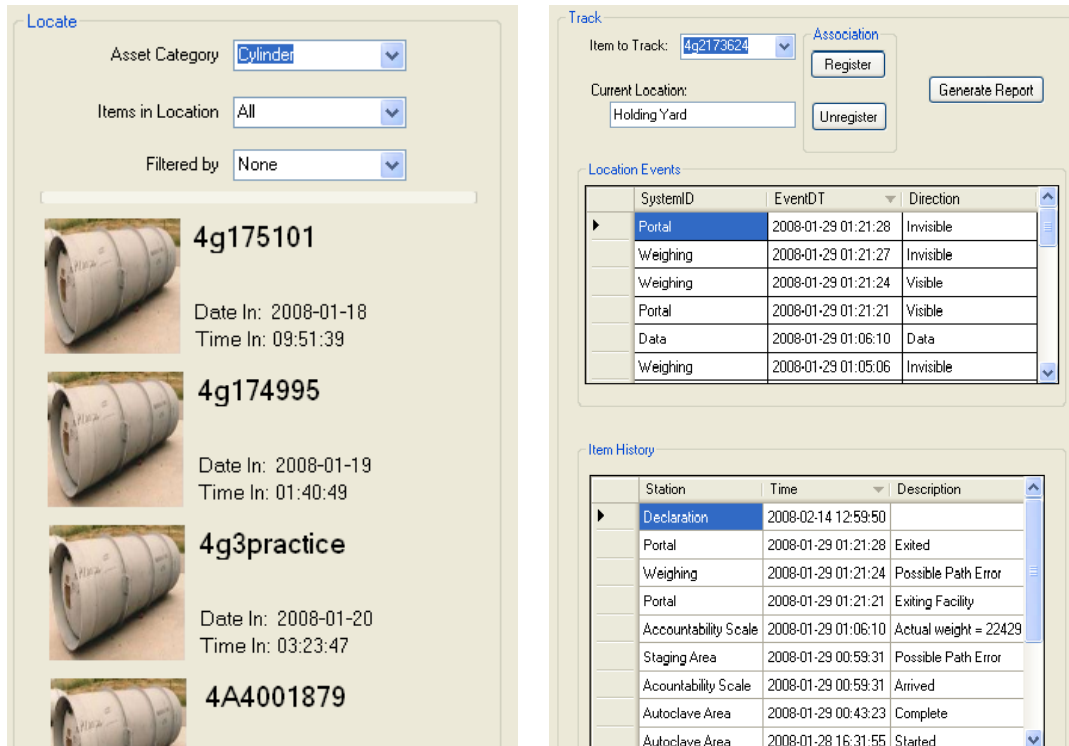 Locate
Asset Category Cylinder
Items in Location All
Filtered by None
4g175101
Date In: 2008-01-18
Time In: 09:51:39
4g174995
Date In: 2008-01-19
Time In: 01:40:49
4g3practice
Date In: 2008-01-20
Time In: 03:23:47
4A4001879
Track
Item to Track: 4g2173624
Association
Register
Current Location:
Holding Yard
Unregister
Generate Report
Location Events
SystemID EventDT Direction
Portal 2008-01-29 01:21:28 Invisible
Weighing 2008-01-29 01:21:27 Invisible
Weighing 2008-01-29 01:21:24 Visible
Portal 2008-01-29 01:21:21 Visible
Data 2008-01-29 01:06:10 Data
Weighing 2008-01-29 01:05:06 Invisible
Item History
Station Time Description
Declaration 2008-02-14 12:59:50
Portal 2008-01-29 01:21:28 Exited
Weighing 2008-01-29 01:21:24 Possible Path Error
Portal 2008-01-29 01:21:21 Exiting Facility
Accountability Scale 2008-01-29 01:06:10 Actual weight = 22429
Staging Area 2008-01-29 00:59:31 Possible Path Error
Acountability Scale 2008-01-29 00:59:31 Arrived
Autoclave Area 2008-01-29 00:43:23 Complete
Autoclave Area 2008-01-28 16:31:55 Started